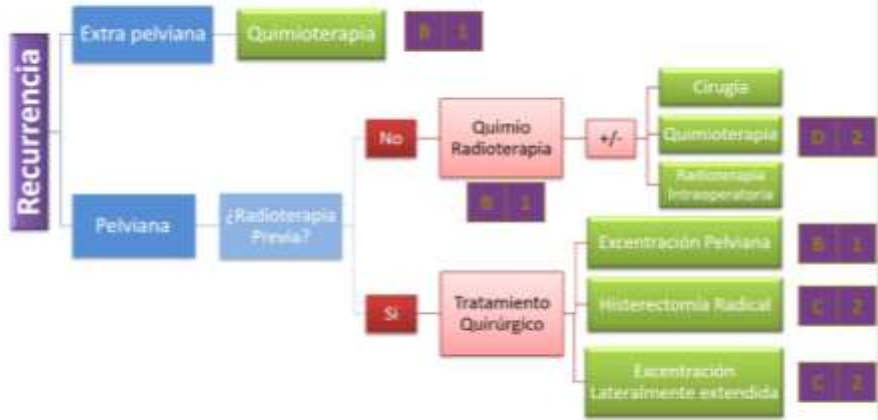 Recurrencia
Extra pelviana
Quimioterapia
B 1
Pelviana
¿Radioterapia
Previa?
No
Quimio
Radioterapia
B 1
+/-
Cirugía
Quimioterapia
D 2
Radioterapia
Intraoperatoria
Si
Tratamiento
Quirúrgico
Excentración Pelviana
B 1
Histerectomía Radical
C 2
Excentración
Lateralmente extendida
C 2